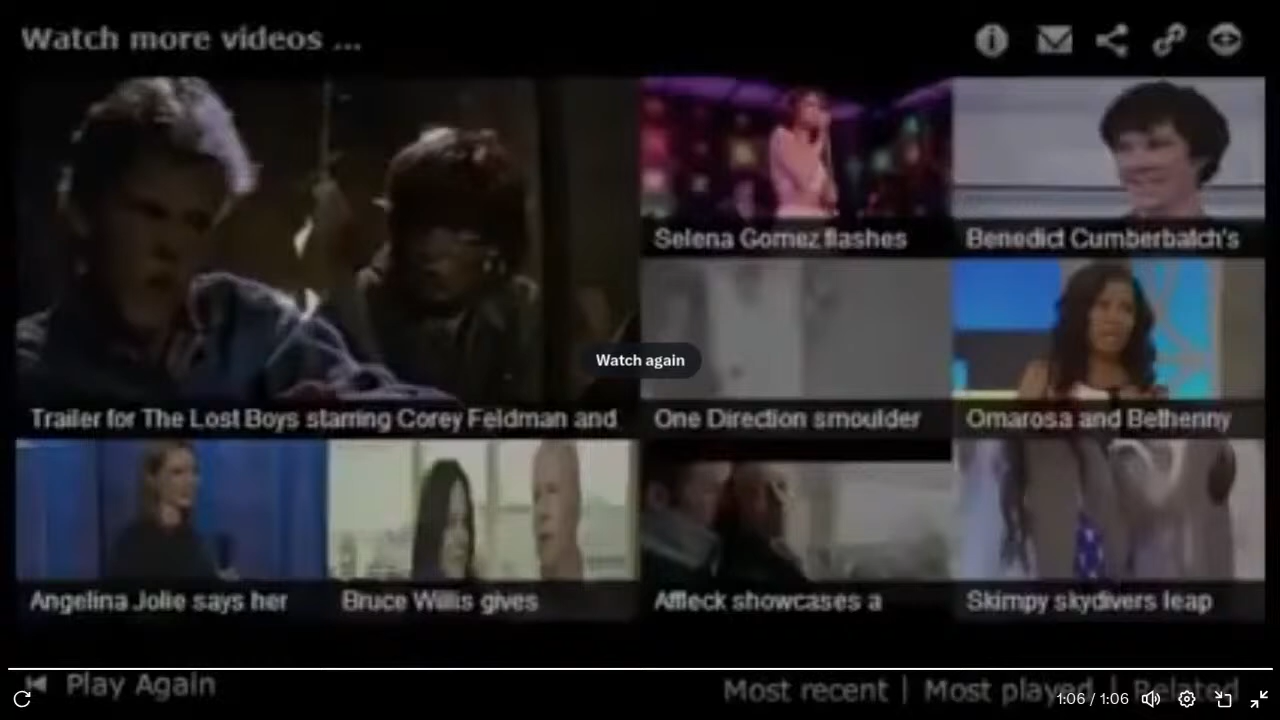 Watch more videos ...
Selena Gomez flashes
Benedict Cumberbatch's
Watch again
Trailer for The Lost Boys starring Corey Feldman and
One Direction smoulder
Omarosa and Bethenny
Angelina Jolie says her
Bruce Willis gives
Affleck showcases a
Skimpy skydivers leap
Play Again
Most recent | Most played | Related
1:06 / 1:06